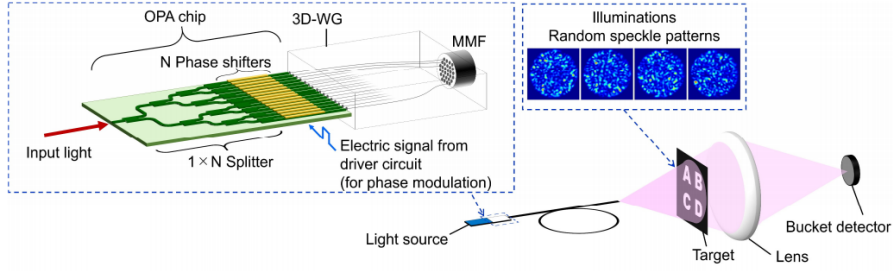 OPA chip
3D-WG
MMF
N Phase shifters
Input light
1×N Splitter
Electric signal from
driver circuit
(for phase modulation)
Illuminations
Random speckle patterns
Light source
A B
C D
Target
Lens
Bucket detector